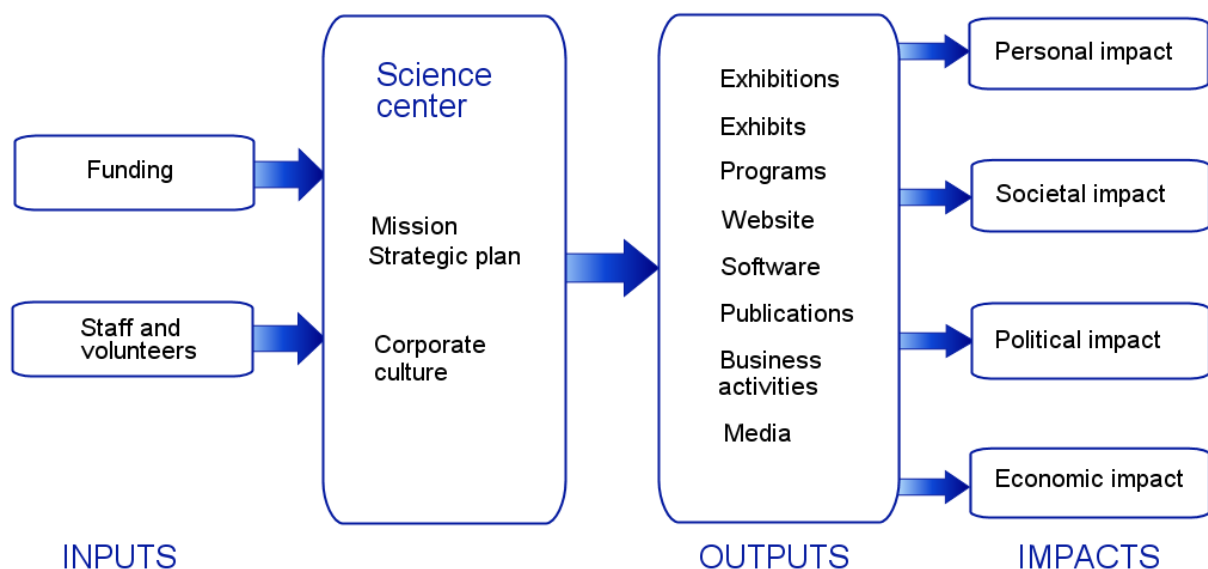 Funding
Staff and
volunteers
INPUTS
Science
center
Mission
Strategic plan
Corporate
culture
Exhibitions
Exhibits
Programs
Website
Software
Publications
Business
activities
Media
OUTPUTS
Personal impact
Societal impact
Political impact
Economic impact
IMPACTS